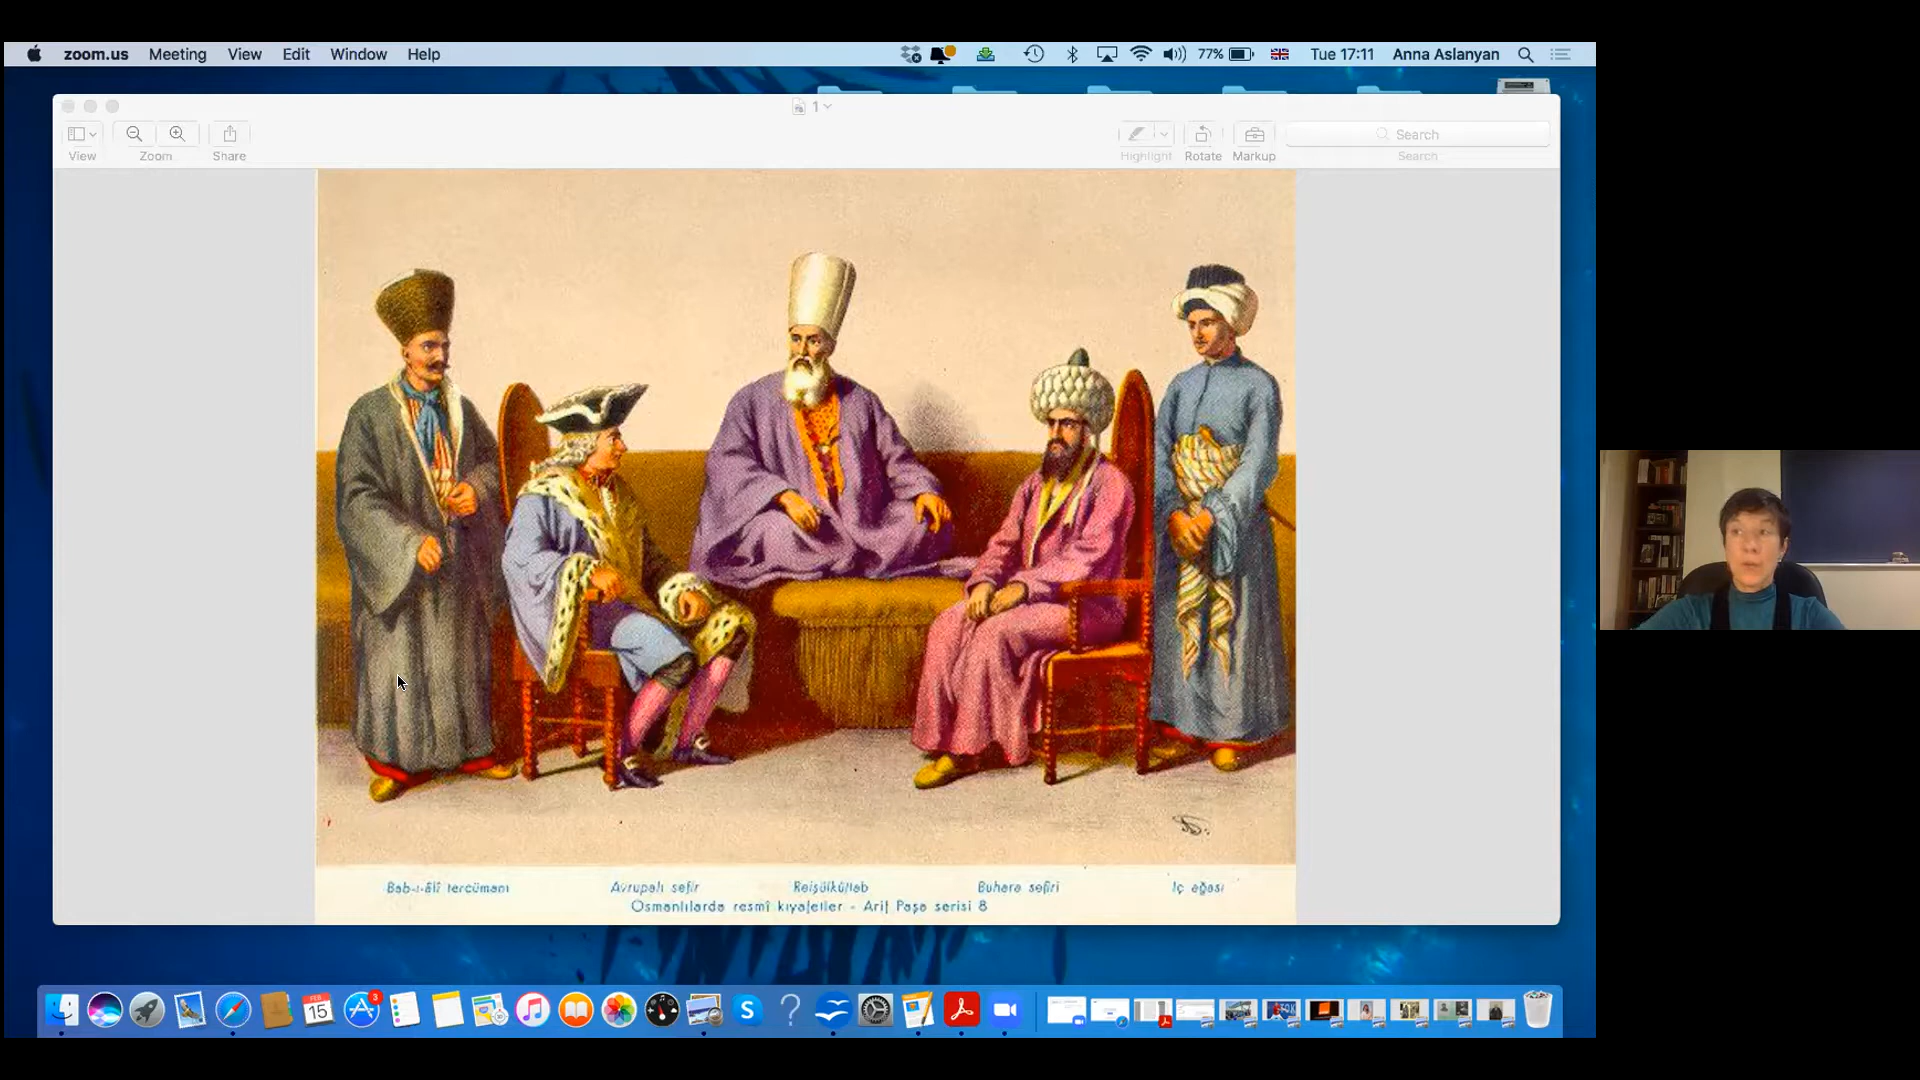 zoom.us Meeting View Edit Window Help 77% Tue 17:11 Anna Aslanyan
1
Search
View Zoom Share Highlight Rotate Markup Search
Bab-ı-âlî tercümanı Avrupalı sefir Reisülküttab Buhara sefiri İç ağası
Osmanlılarda resmî kıyafetler - Arif Paşa serisi 8
FEB
15
3
S
?